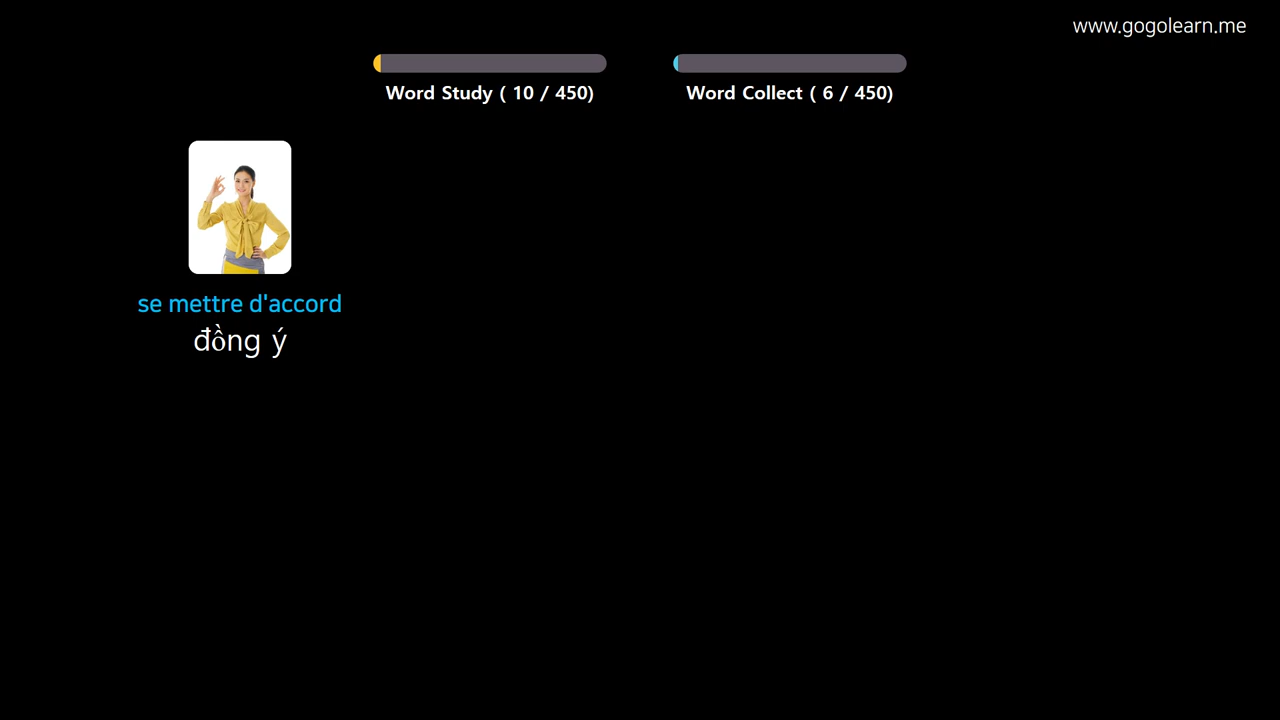 www.gogolearn.me
Word Study ( 10 / 450)
Word Collect ( 6 / 450)
se mettre d'accord
đồng ý